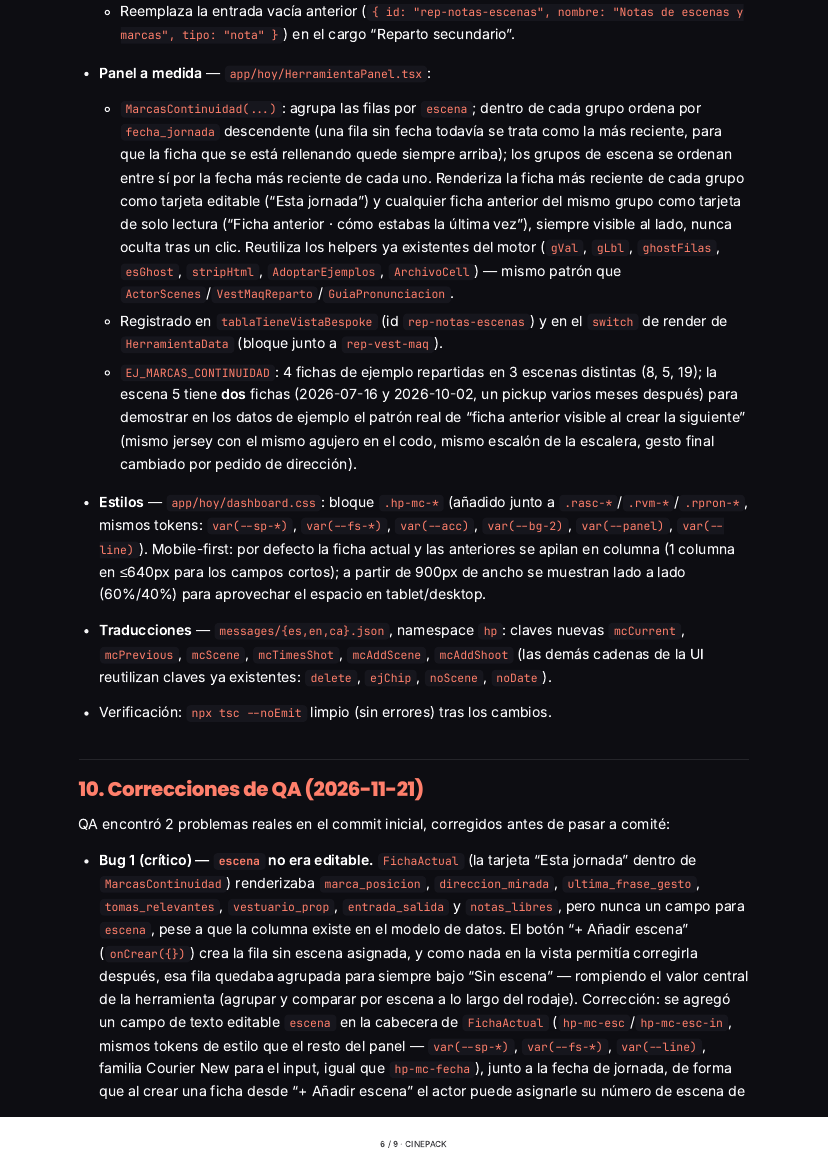 Reemplaza la entrada vacía anterior ( { id: "rep-notas-escenas", nombre: "Notas de escenas y
marcas", tipo: "nota" } ) en el cargo “Reparto secundario”.
Panel a medida — app/hoy/HerramientaPanel.tsx :
MarcasContinuidad(...) : agrupa las filas por escena ; dentro de cada grupo ordena por
fecha_jornada descendente (una fila sin fecha todavía se trata como la más reciente, para
que la ficha que se está rellenando quede siempre arriba); los grupos de escena se ordenan
entre sí por la fecha más reciente de cada uno. Renderiza la ficha más reciente de cada grupo
como tarjeta editable (“Esta jornada”) y cualquier ficha anterior del mismo grupo como tarjeta
de solo lectura (“Ficha anterior · cómo estabas la última vez”), siempre visible al lado, nunca
oculta tras un clic. Reutiliza los helpers ya existentes del motor ( gVal , gLbl , ghostFilas ,
esGhost , stripHtml , AdoptarEjemplos , ArchivoCell ) — mismo patrón que
ActorScenes / VestMaqReparto / GuiaPronunciacion .
Registrado en tablaTieneVistaBespoke (id rep-notas-escenas ) y en el switch de render de
HerramientaData (bloque junto a rep-vest-maq ).
EJ_MARCAS_CONTINUIDAD : 4 fichas de ejemplo repartidas en 3 escenas distintas (8, 5, 19); la
escena 5 tiene dos fichas (2026-07-16 y 2026-10-02, un pickup varios meses después) para
demostrar en los datos de ejemplo el patrón real de “ficha anterior visible al crear la siguiente”
(mismo jersey con el mismo agujero en el codo, mismo escalón de la escalera, gesto final
cambiado por pedido de dirección).
Estilos — app/hoy/dashboard.css : bloque .hp-mc-* (añadido junto a .rasc-* / .rvm-* / .rpron-* ,
mismos tokens: var(--sp-*) , var(--fs-*) , var(--acc) , var(--bg-2) , var(--panel) , var(--
line) ). Mobile-first: por defecto la ficha actual y las anteriores se apilan en columna (1 columna
en ≤640px para los campos cortos); a partir de 900px de ancho se muestran lado a lado
(60%/40%) para aprovechar el espacio en tablet/desktop.
Traducciones — messages/{es,en,ca}.json , namespace hp : claves nuevas mcCurrent ,
mcPrevious , mcScene , mcTimesShot , mcAddScene , mcAddShoot (las demás cadenas de la UI
reutilizan claves ya existentes: delete , ejChip , noScene , noDate ).
Verificación: npx tsc --noEmit limpio (sin errores) tras los cambios.
10. Correcciones de QA (2026-11-21)
QA encontró 2 problemas reales en el commit inicial, corregidos antes de pasar a comité:
Bug 1 (crítico) — escena no era editable. FichaActual (la tarjeta “Esta jornada” dentro de
MarcasContinuidad ) renderizaba marca_posicion , direccion_mirada , ultima_frase_gesto ,
tomas_relevantes , vestuario_prop , entrada_salida y notas_libres , pero nunca un campo para
escena , pese a que la columna existe en el modelo de datos. El botón “+ Añadir escena”
( onCrear({}) ) crea la fila sin escena asignada, y como nada en la vista permitía corregirla
después, esa fila quedaba agrupada para siempre bajo “Sin escena” — rompiendo el valor central
de la herramienta (agrupar y comparar por escena a lo largo del rodaje). Corrección: se agregó
un campo de texto editable escena en la cabecera de FichaActual ( hp-mc-esc / hp-mc-esc-in ,
mismos tokens de estilo que el resto del panel — var(--sp-*) , var(--fs-*) , var(--line) ,
familia Courier New para el input, igual que hp-mc-fecha ), junto a la fecha de jornada, de forma
que al crear una ficha desde “+ Añadir escena” el actor puede asignarle su número de escena de
6 / 9 · CINEPACK